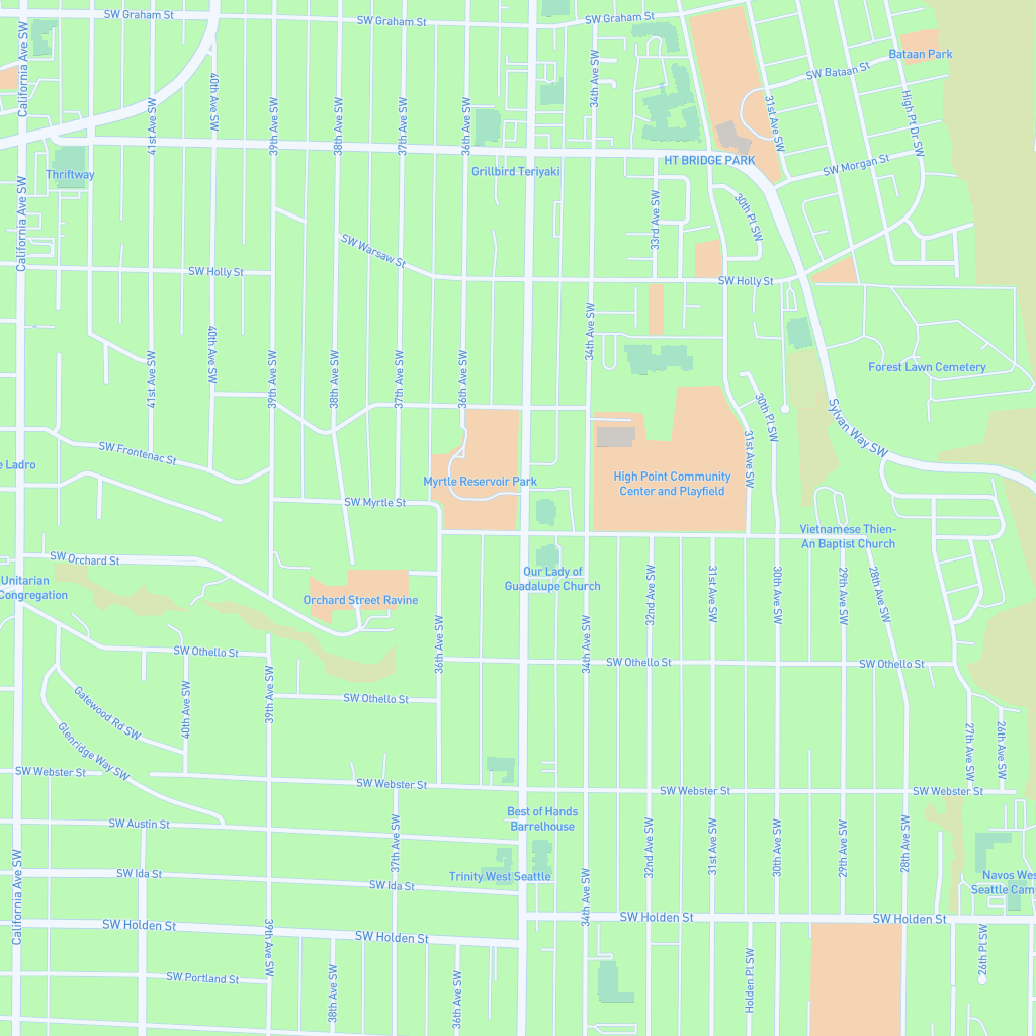 SW Graham St
SW Graham St
SW Graham St
California Ave SW
Bataan Park
SW Bataan St
34th Ave SW
40th Ave SW
41st Ave SW
39th Ave SW
38th Ave SW
37th Ave SW
36th Ave SW
31st Ave SW
High Pt Dr SW
HT BRIDGE PARK
SW Morgan St
Thriftway
Grillbird Teriyaki
California Ave SW
33rd Ave SW
30th Pl SW
SW Warsaw St
SW Holly St
SW Holly St
34th Ave SW
40th Ave SW
41st Ave SW
39th Ave SW
38th Ave SW
37th Ave SW
36th Ave SW
Forest Lawn Cemetery
30th Pl SW
Sylvan Way SW
31st Ave SW
SW Frontenac St
e Ladro
Myrtle Reservoir Park
High Point Community
Center and Playfield
SW Myrtle St
Vietnamese Thien-
An Baptist Church
SW Orchard St
Our Lady of
Guadalupe Church
Unitarian
Congregation
Orchard Street Ravine
32nd Ave SW
31st Ave SW
30th Ave SW
29th Ave SW
28th Ave SW
36th Ave SW
34th Ave SW
SW Othello St
SW Othello St
SW Othello St
39th Ave SW
40th Ave SW
SW Othello St
Gatewood Rd SW
Glenridge Way SW
27th Ave SW
26th Ave SW
SW Webster St
SW Webster St
SW Webster St
SW Webster St
Best of Hands
Barrelhouse
SW Austin St
37th Ave SW
32nd Ave SW
31st Ave SW
30th Ave SW
29th Ave SW
28th Ave SW
California Ave SW
SW Ida St
SW Ida St
Trinity West Seattle
34th Ave SW
Navos Wes
Seattle Cam
SW Holden St
SW Holden St
SW Holden St
SW Holden St
39th Ave SW
SW Portland St
38th Ave SW
36th Ave SW
Holden Pl SW
26th Pl SW